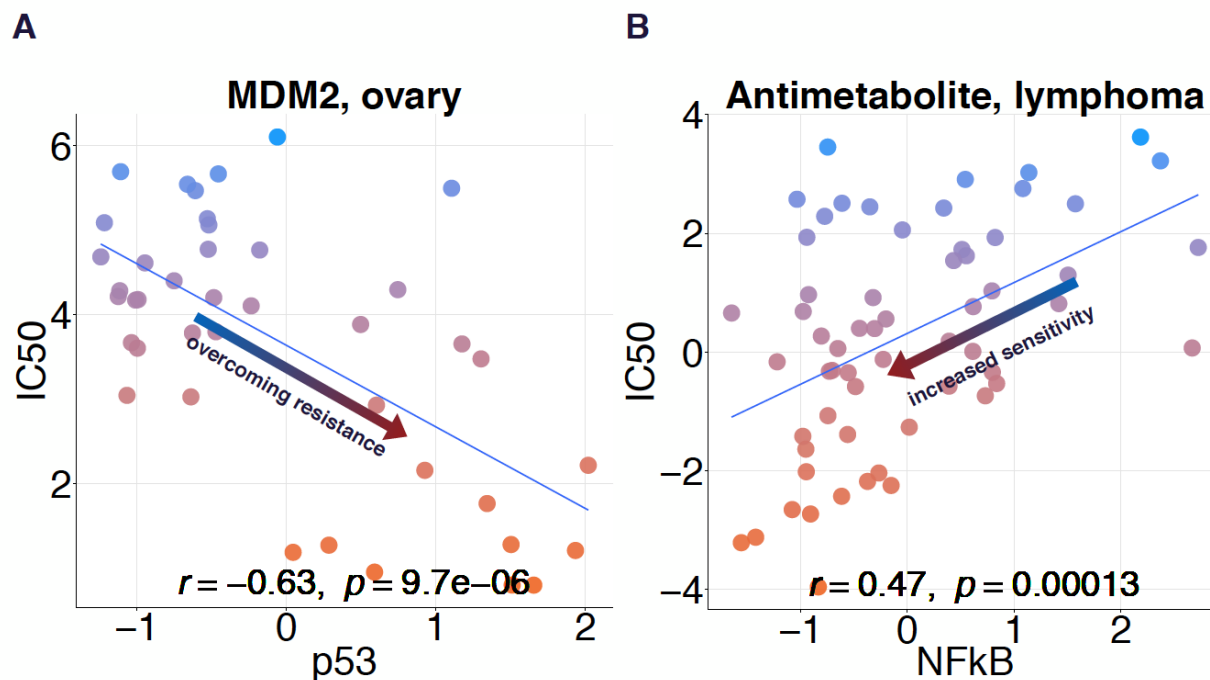 A
MDM2, ovary
6
4
2
IC50
overcoming resistance
r = −0.63, p = 9.7e−06
−1 0 1 2
p53
B
Antimetabolite, lymphoma
4
2
0
−2
−4
IC50
increased sensitivity
r = 0.47, p = 0.00013
−1 0 1 2
NFkB